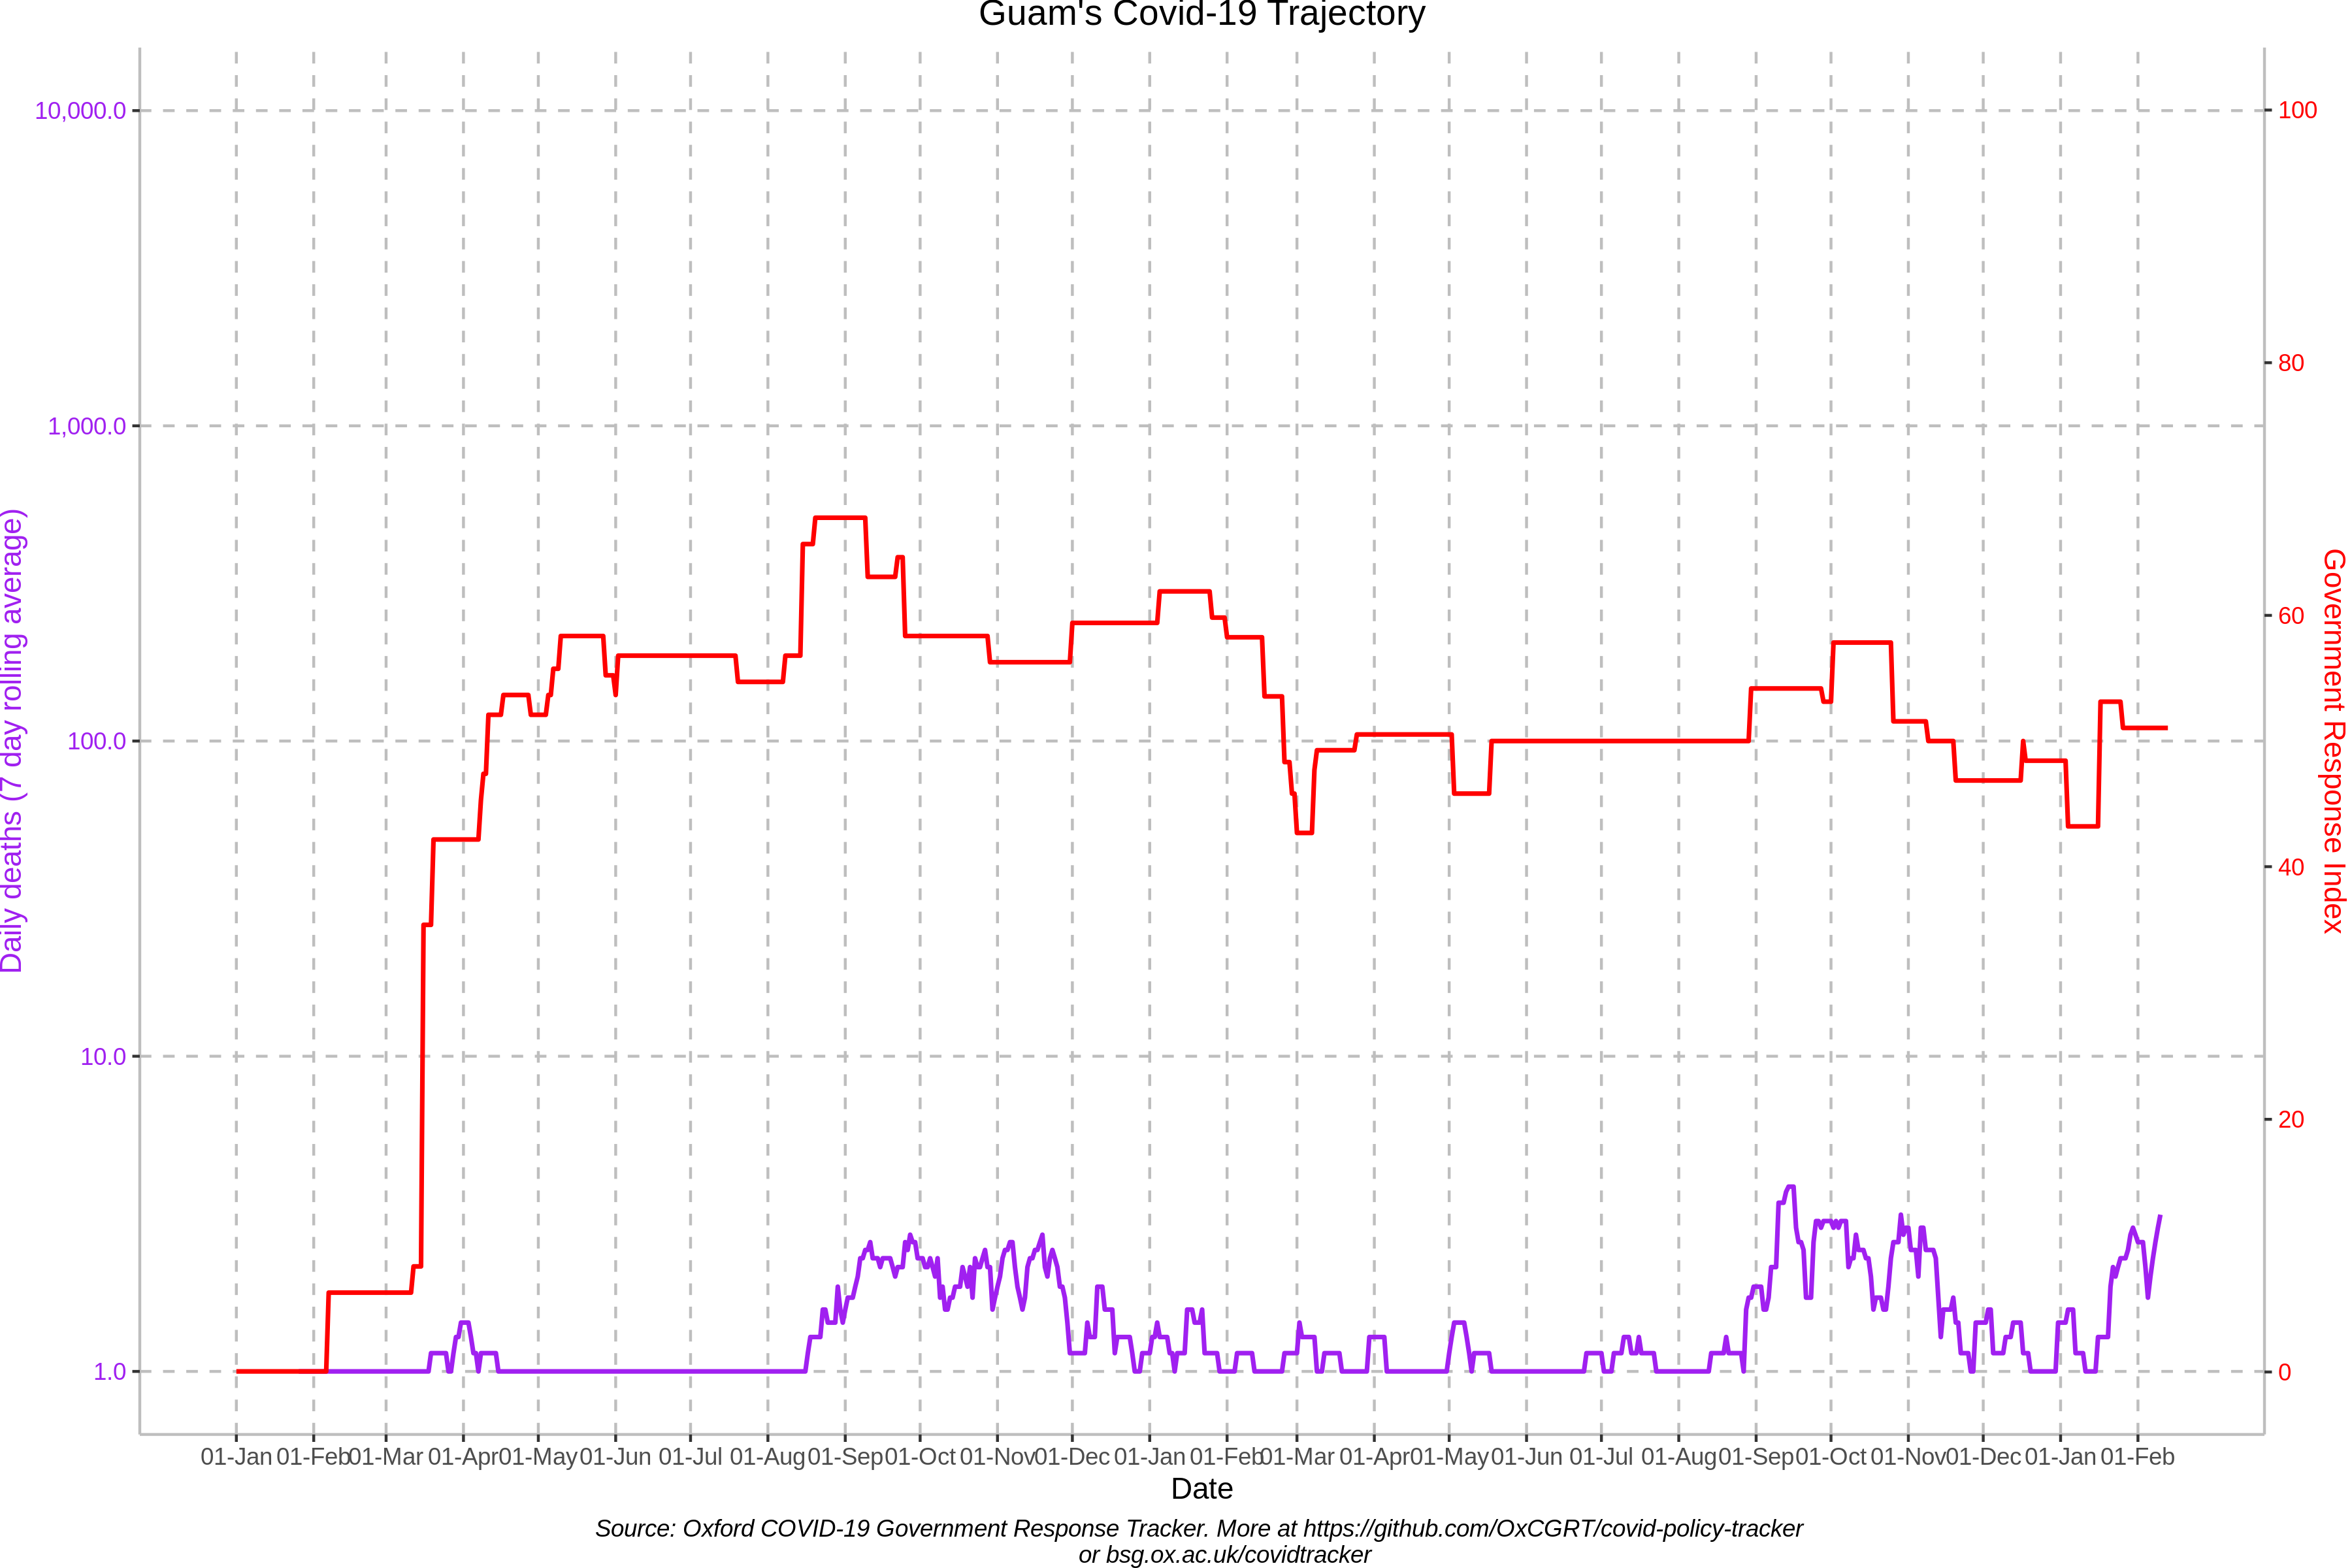 Guam's Covid-19 Trajectory
10,000.0
1,000.0
100.0
10.0
1.0
Daily deaths (7 day rolling average)
100
80
60
40
20
0
Government Response Index
01-Jan 01-Feb 01-Mar 01-Apr 01-May 01-Jun 01-Jul 01-Aug 01-Sep 01-Oct 01-Nov 01-Dec 01-Jan 01-Feb 01-Mar 01-Apr 01-May 01-Jun 01-Jul 01-Aug 01-Sep 01-Oct 01-Nov 01-Dec 01-Jan 01-Feb
Date
Source: Oxford COVID-19 Government Response Tracker. More at https://github.com/OxCGRT/covid-policy-tracker
or bsg.ox.ac.uk/covidtracker